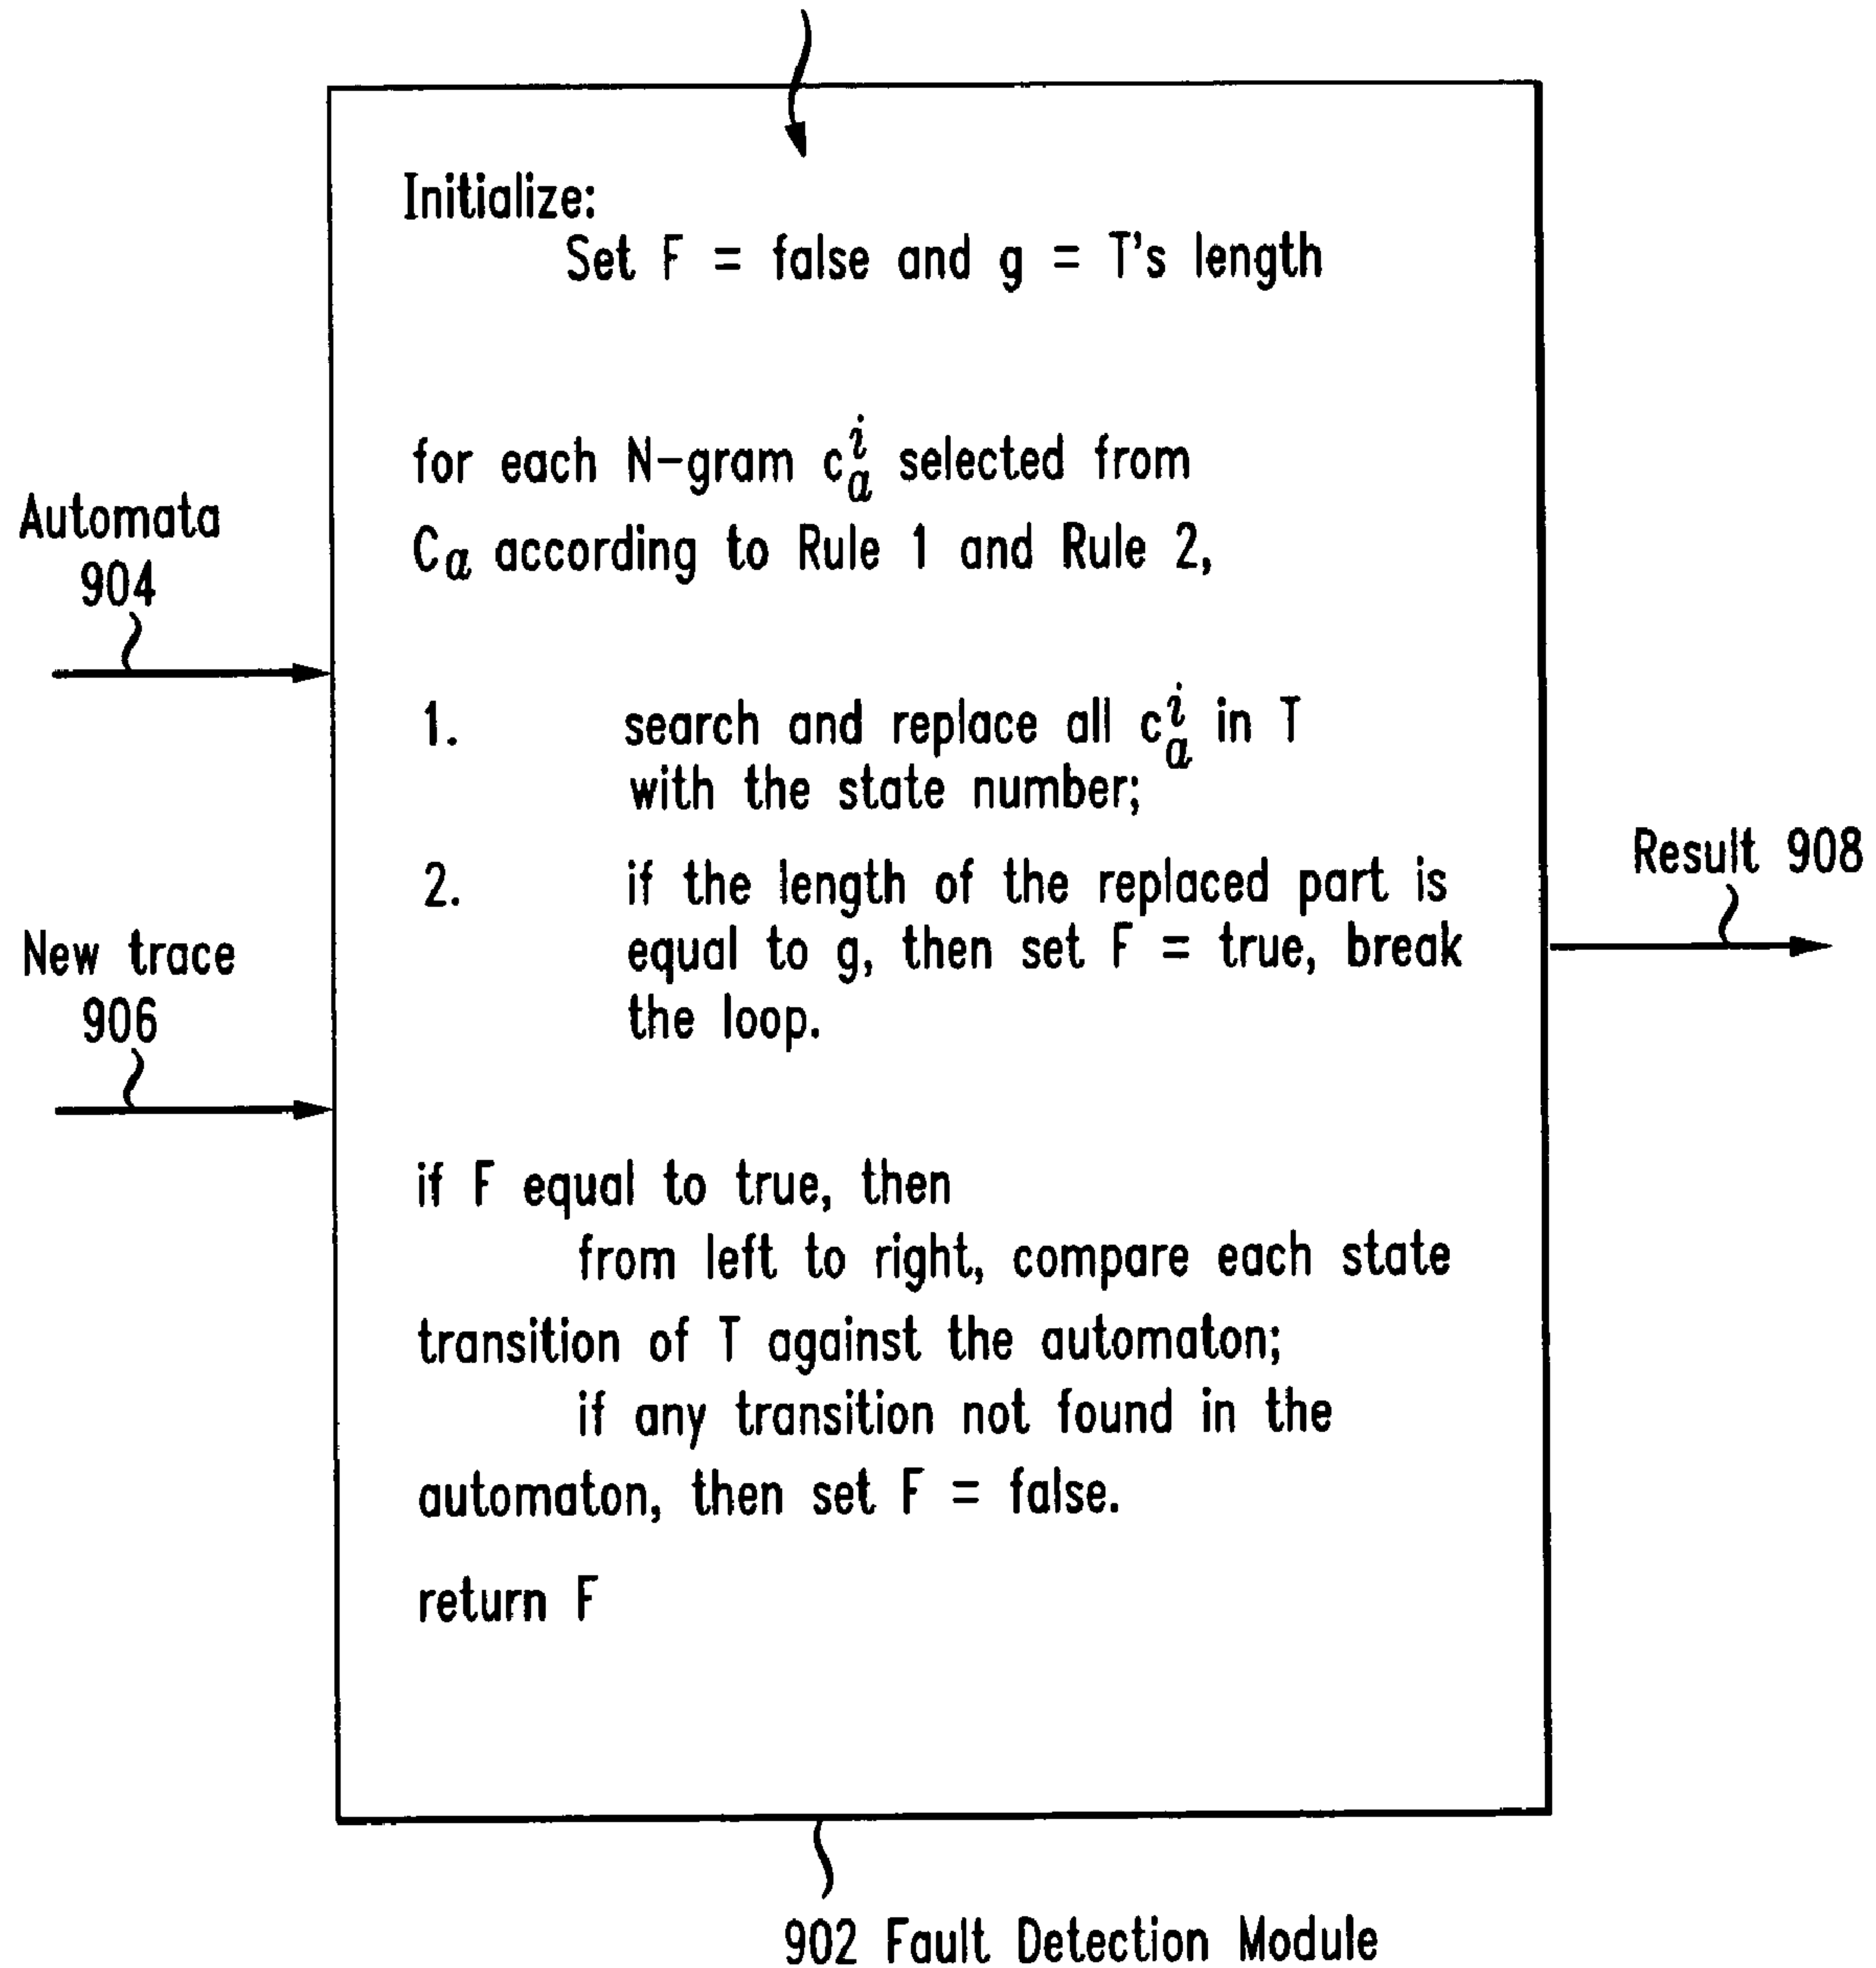 Initialize:
Set F = false and g = T's length
for each N-gram c_a^i selected from
C_a according to Rule 1 and Rule 2,
Automata
904
1. search and replace all c_a^i in T
with the state number;
2. if the length of the replaced part is
equal to g, then set F = true, break
the loop.
Result 908
New trace
906
if F equal to true, then
from left to right, compare each state
transition of T against the automaton;
if any transition not found in the
automaton, then set F = false.
return F
902 Fault Detection Module